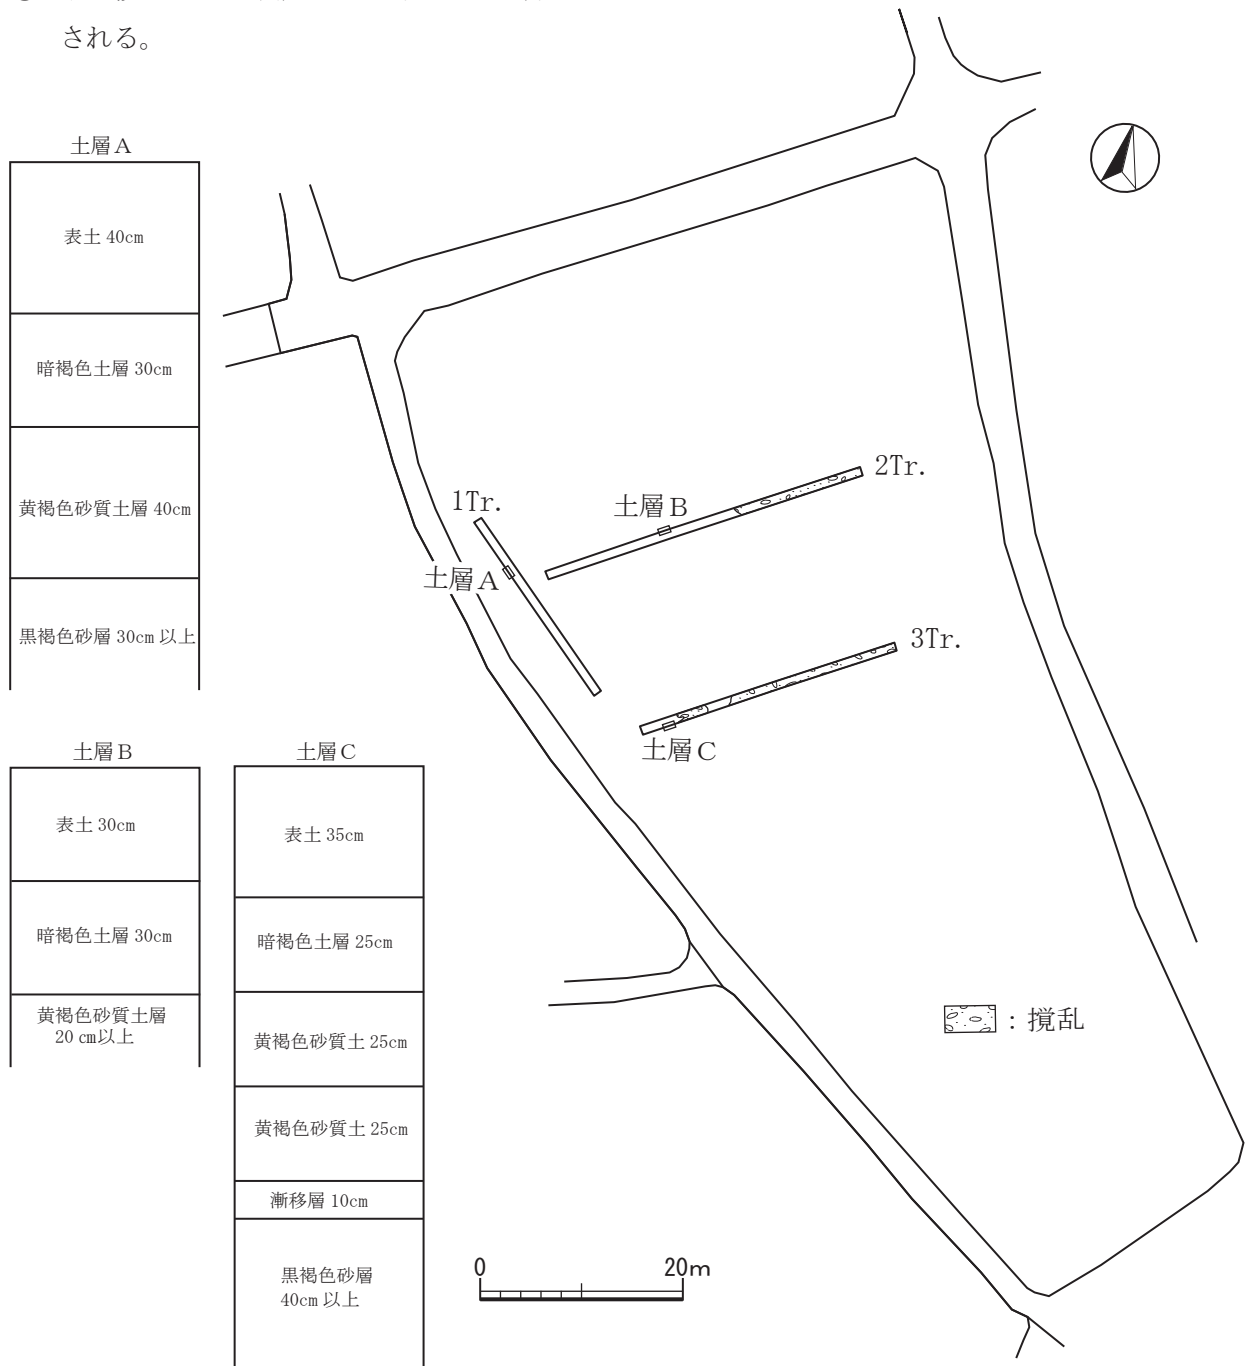 される。
土層A
表土 40cm
暗褐色土層 30cm
黄褐色砂質土層 40cm
黒褐色砂層 30cm 以上
土層B
表土 30cm
暗褐色土層 30cm
黄褐色砂質土層
20 cm以上
土層C
表土 35cm
暗褐色土層 25cm
黄褐色砂質土 25cm
黄褐色砂質土 25cm
漸移層 10cm
黒褐色砂層
40cm 以上
1Tr.
土層A
2Tr.
土層B
3Tr.
土層C
：撹乱
0 20m